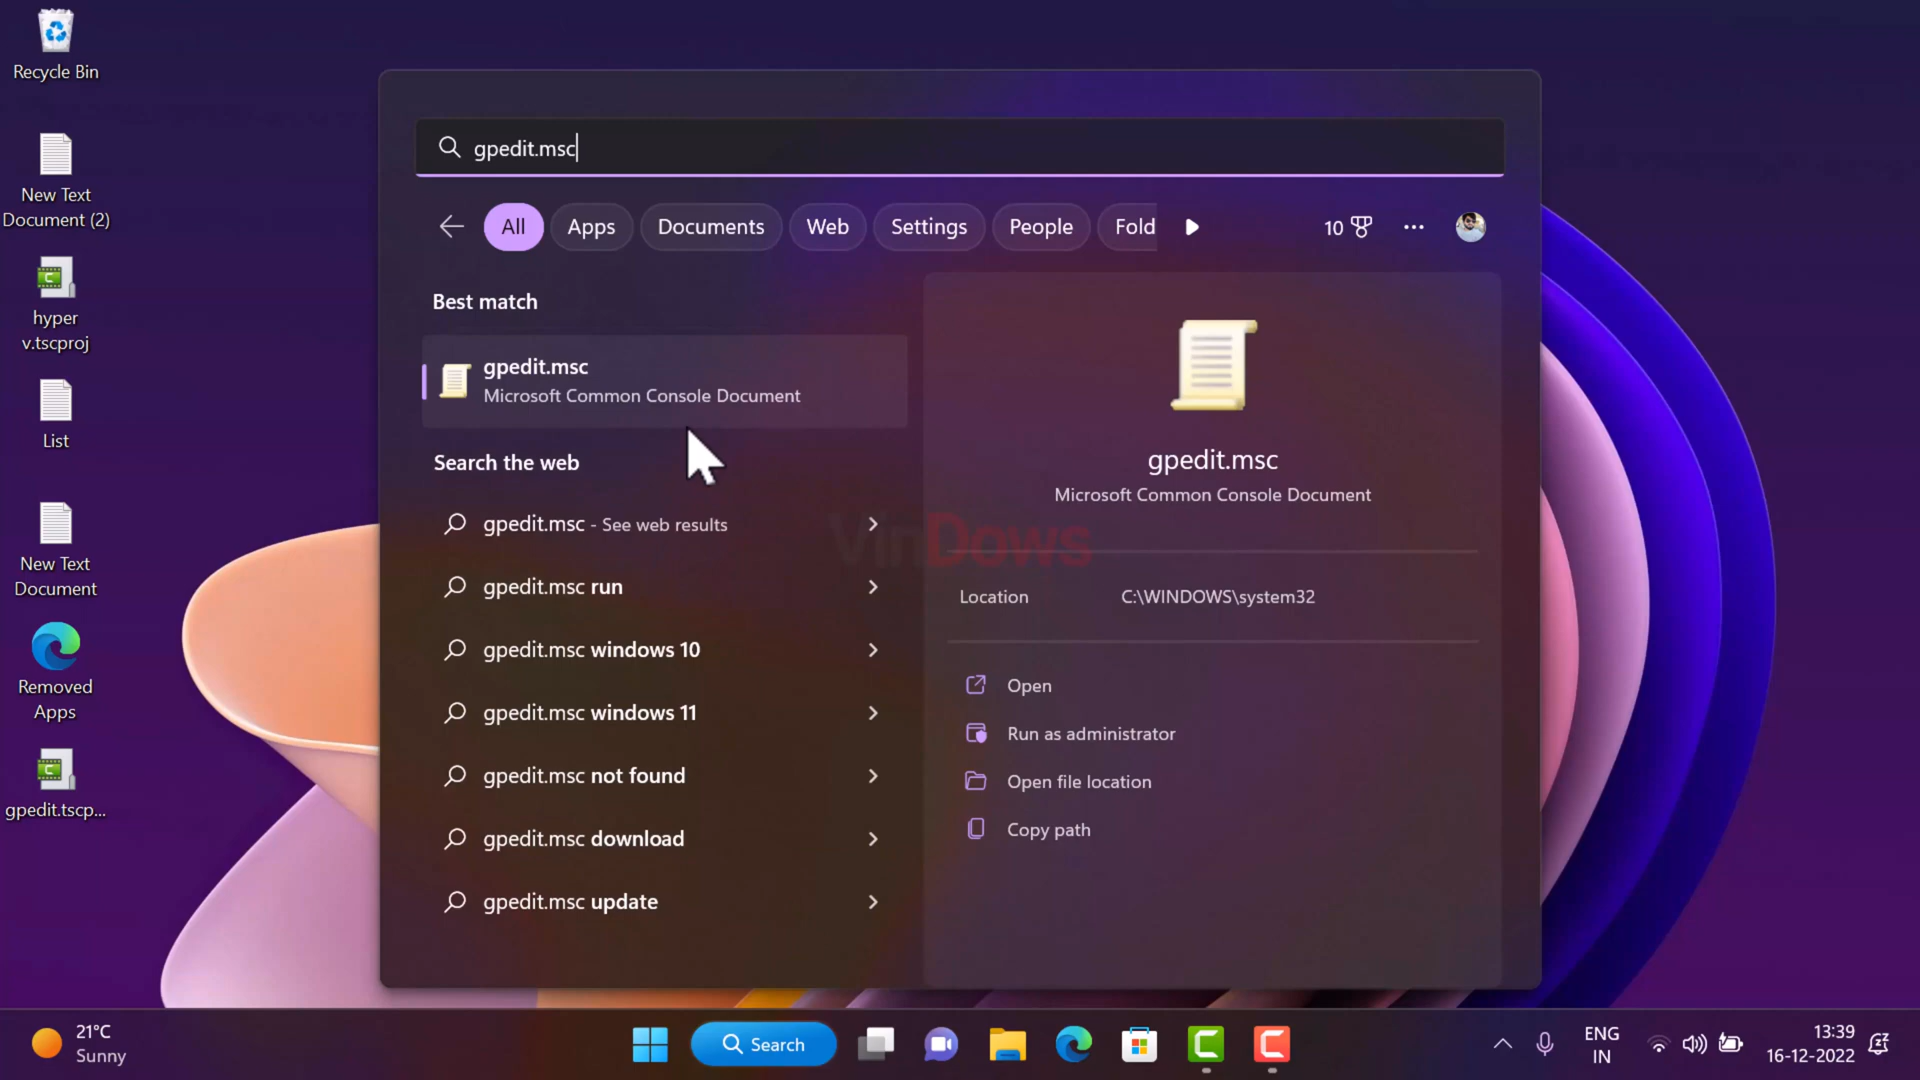 Recycle Bin
New Text
Document (2)
hyper
v.tscproj
List
New Text
Document
Removed
Apps
gpedit.tscp...
gpedit.msc
All
Apps
Documents
Web
Settings
People
Fold
10
Best match
gpedit.msc
Microsoft Common Console Document
Search the web
gpedit.msc - See web results
gpedit.msc run
gpedit.msc windows 10
gpedit.msc windows 11
gpedit.msc not found
gpedit.msc download
gpedit.msc update
gpedit.msc
Microsoft Common Console Document
VinDows
Location C:\WINDOWS\system32
Open
Run as administrator
Open file location
Copy path
21°C
Sunny
Search
ENG
IN
13:39
16-12-2022